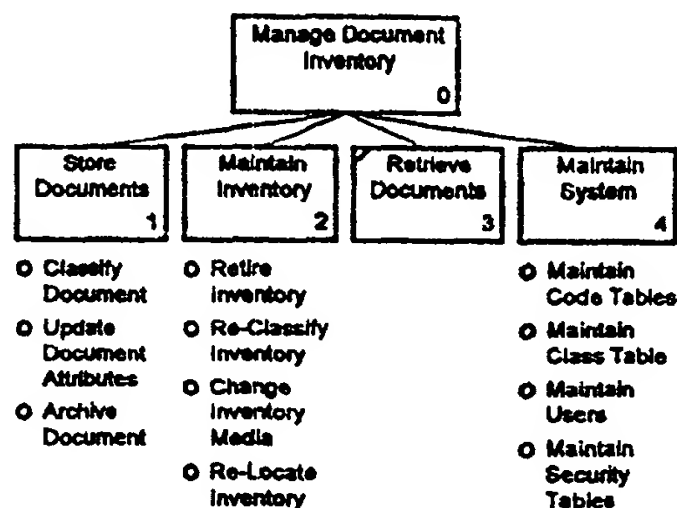 Manage Document
Inventory
0
Store
Documents
1
Maintain
Inventory
2
Retrieve
Documents
3
Maintain
System
4
Classify
Document
Update
Document
Attributes
Archive
Document
Retire
Inventory
Re-Classify
Inventory
Change
Inventory
Media
Re-Locate
Inventory
Maintain
Code Tables
Maintain
Class Table
Maintain
Users
Maintain
Security
Tables